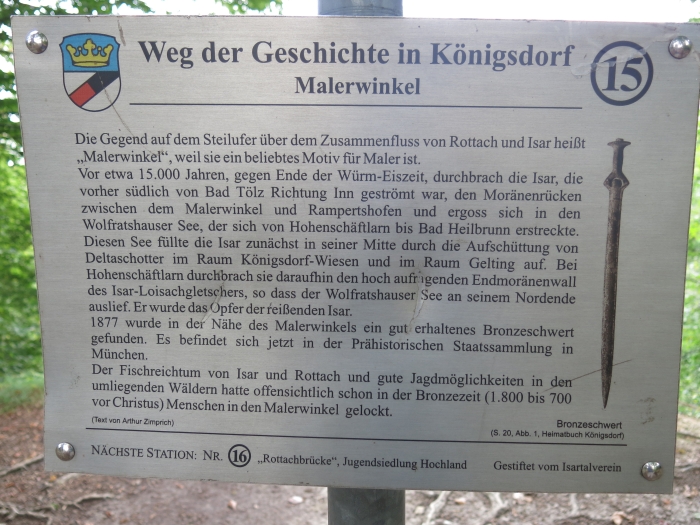 Weg der Geschichte in Königsdorf
15
Malerwinkel
Die Gegend auf dem Steilufer über dem Zusammenfluss von Rottach und Isar heißt
„Malerwinkel“, weil sie ein beliebtes Motiv für Maler ist.
Vor etwa 15.000 Jahren, gegen Ende der Würm-Eiszeit, durchbrach die Isar, die
vorher südlich von Bad Tölz Richtung Inn geströmt war, den Moränenrücken
zwischen dem Malerwinkel und Rampertshofen und ergoss sich in den
Wolfratshauser See, der sich von Hohenschäftlarn bis Bad Heilbrunn erstreckte.
Diesen See füllte die Isar zunächst in seiner Mitte durch die Aufschüttung von
Deltaschotter im Raum Königsdorf-Wiesen und im Raum Gelting auf. Bei
Hohenschäftlarn durchbrach sie daraufhin den hoch aufragenden Endmoränenwall
des Isar-Loisachgletschers, so dass der Wolfratshauser See an seinem Nordende
auslief. Er wurde das Opfer der reißenden Isar.
1877 wurde in der Nähe des Malerwinkels ein gut erhaltenes Bronzeschwert
gefunden. Es befindet sich jetzt in der Prähistorischen Staatssammlung in
München.
Der Fischreichtum von Isar und Rottach und gute Jagdmöglichkeiten in den
umliegenden Wäldern hatte offensichtlich schon in der Bronzezeit (1.800 bis 700
vor Christus) Menschen in den Malerwinkel gelockt.
(Text von Arthur Zimprich)
Bronzeschwert
(S. 20, Abb. 1, Heimatbuch Königsdorf)
NÄCHSTE STATION: NR. 16 „Rottachbrücke“, Jugendsiedlung Hochland Gestiftet vom Isartalverein